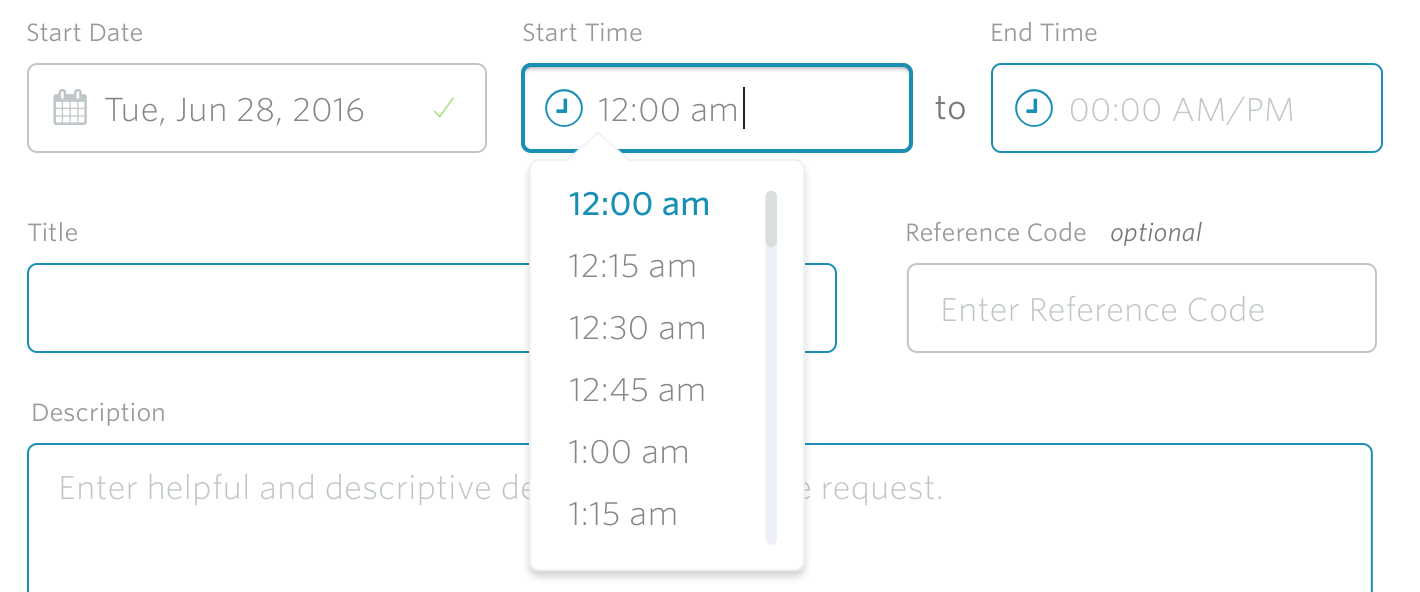 Start Date
Start Time
End Time
Tue, Jun 28, 2016
12:00 am
to
00:00 AM/PM
12:00 am
12:15 am
12:30 am
12:45 am
1:00 am
1:15 am
Title
Reference Code optional
Enter Reference Code
Description
Enter helpful and descriptive request.